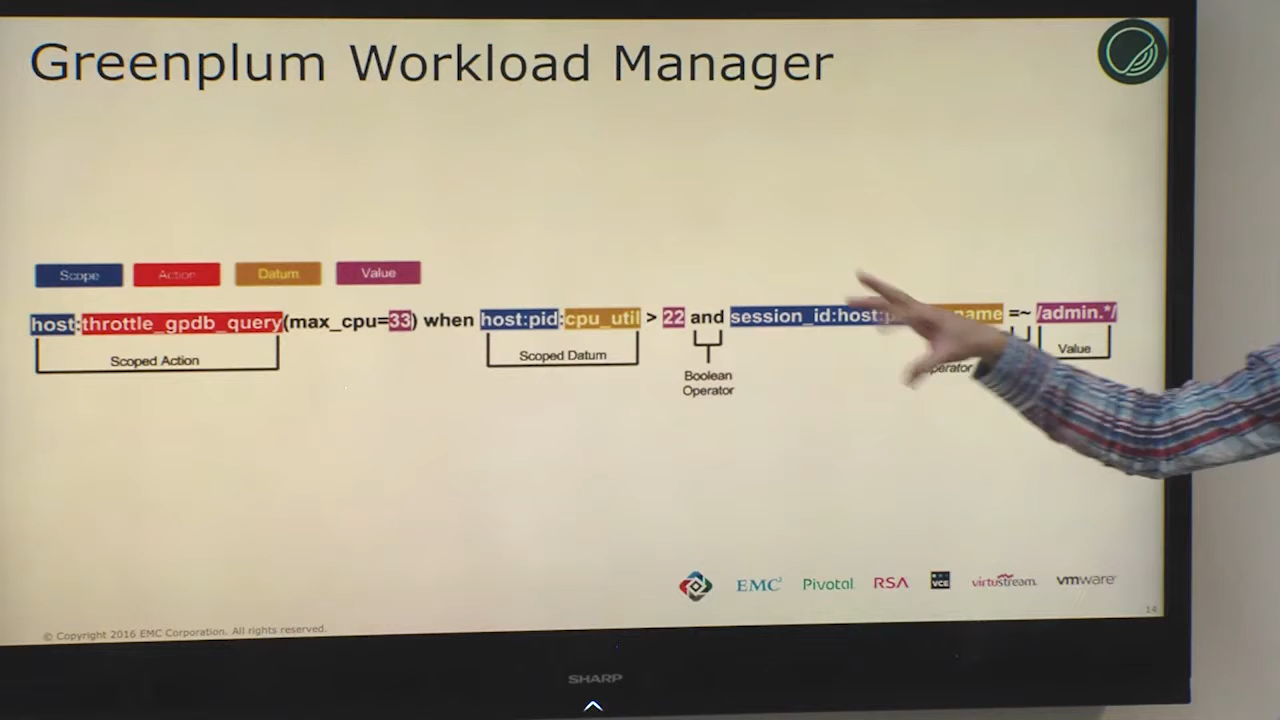 Greenplum Workload Manager
Scope Action Datum Value
host:throttle_gpdb_query(max_cpu=33) when host:pid:cpu_util > 22 and session_id:host:p name =~ /admin.*/
Scoped Action
Scoped Datum
Boolean
Operator
Value
EMC² Pivotal RSA VCE virtustream. vmware
14
© Copyright 2016 EMC Corporation. All rights reserved.
SHARP